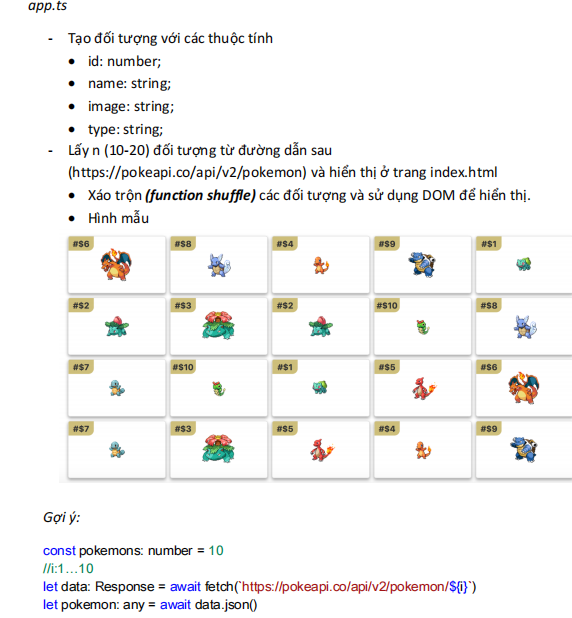 app.ts
- Tạo đối tượng với các thuộc tính
• id: number;
• name: string;
• image: string;
• type: string;
- Lấy n (10-20) đối tượng từ đường dẫn sau
(https://pokeapi.co/api/v2/pokemon) và hiển thị ở trang index.html
• Xáo trộn (function shuffle) các đối tượng và sử dụng DOM để hiển thị.
• Hình mẫu
#$6 #$8 #$4 #$9 #$1
#$2 #$3 #$2 #$10 #$8
#$7 #$10 #$1 #$5 #$6
#$7 #$3 #$5 #$4 #$9
Gợi ý:
const pokemons: number = 10
//i:1…10
let data: Response = await fetch(`https://pokeapi.co/api/v2/pokemon/${i}`)
let pokemon: any = await data.json()